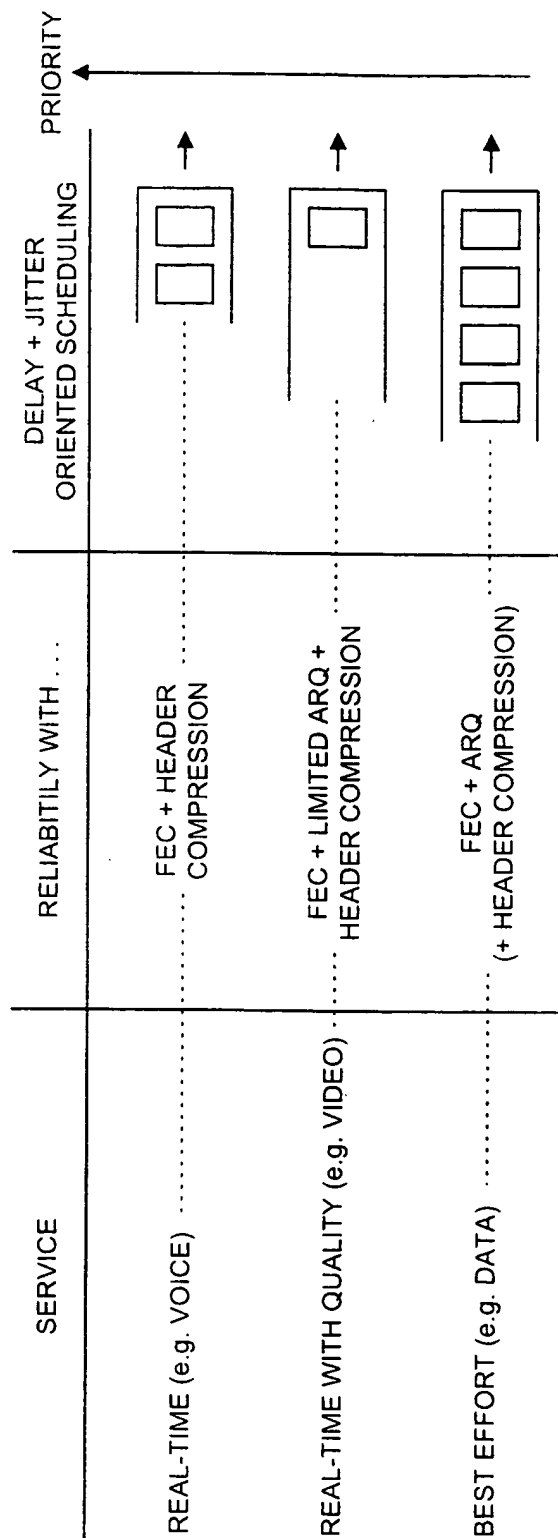 SERVICE
RELIABITILY WITH ...
DELAY + JITTER
ORIENTED SCHEDULING
PRIORITY
REAL-TIME (e.g. VOICE)
FEC + HEADER
COMPRESSION
REAL-TIME WITH QUALITY (e.g. VIDEO)
FEC + LIMITED ARQ +
HEADER COMPRESSION
BEST EFFORT (e.g. DATA)
FEC + ARQ
(+ HEADER COMPRESSION)